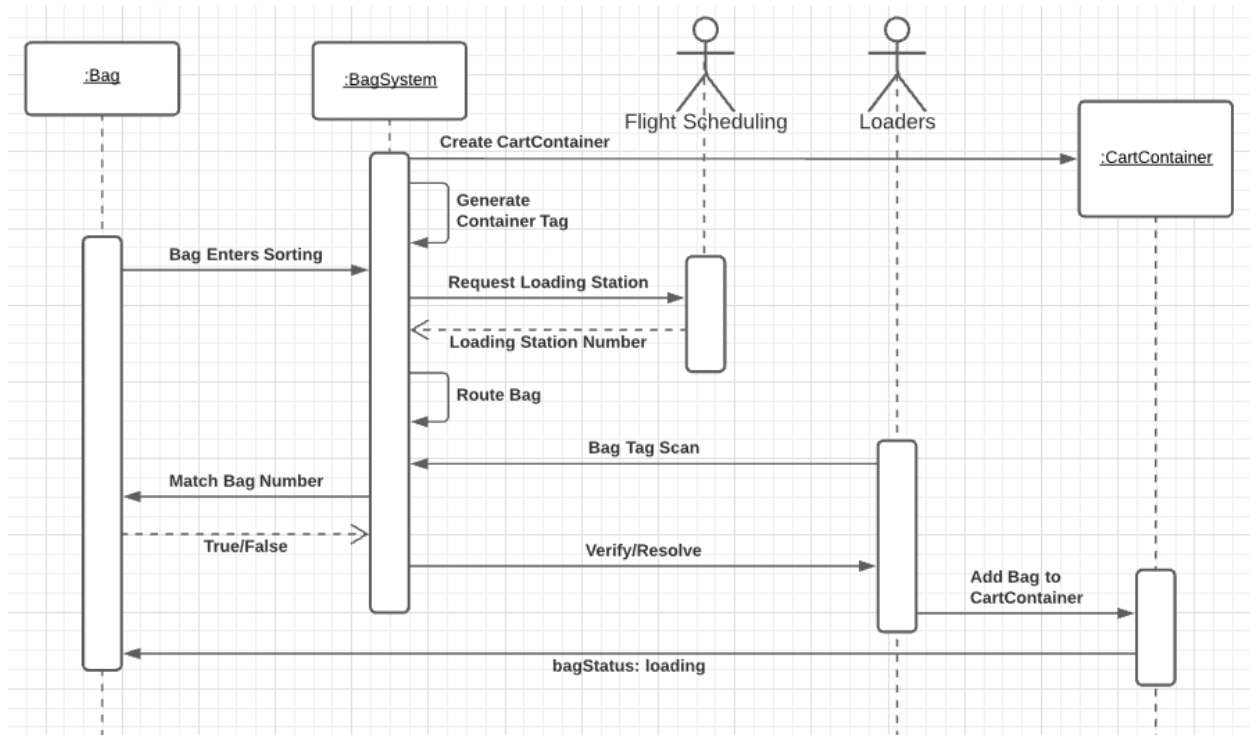 :Bag
:BagSystem
Flight Scheduling
Loaders
:CartContainer
Create CartContainer
Generate
Container Tag
Bag Enters Sorting
Request Loading Station
Loading Station Number
Route Bag
Bag Tag Scan
Match Bag Number
True/False
Verify/Resolve
Add Bag to
CartContainer
bagStatus: loading